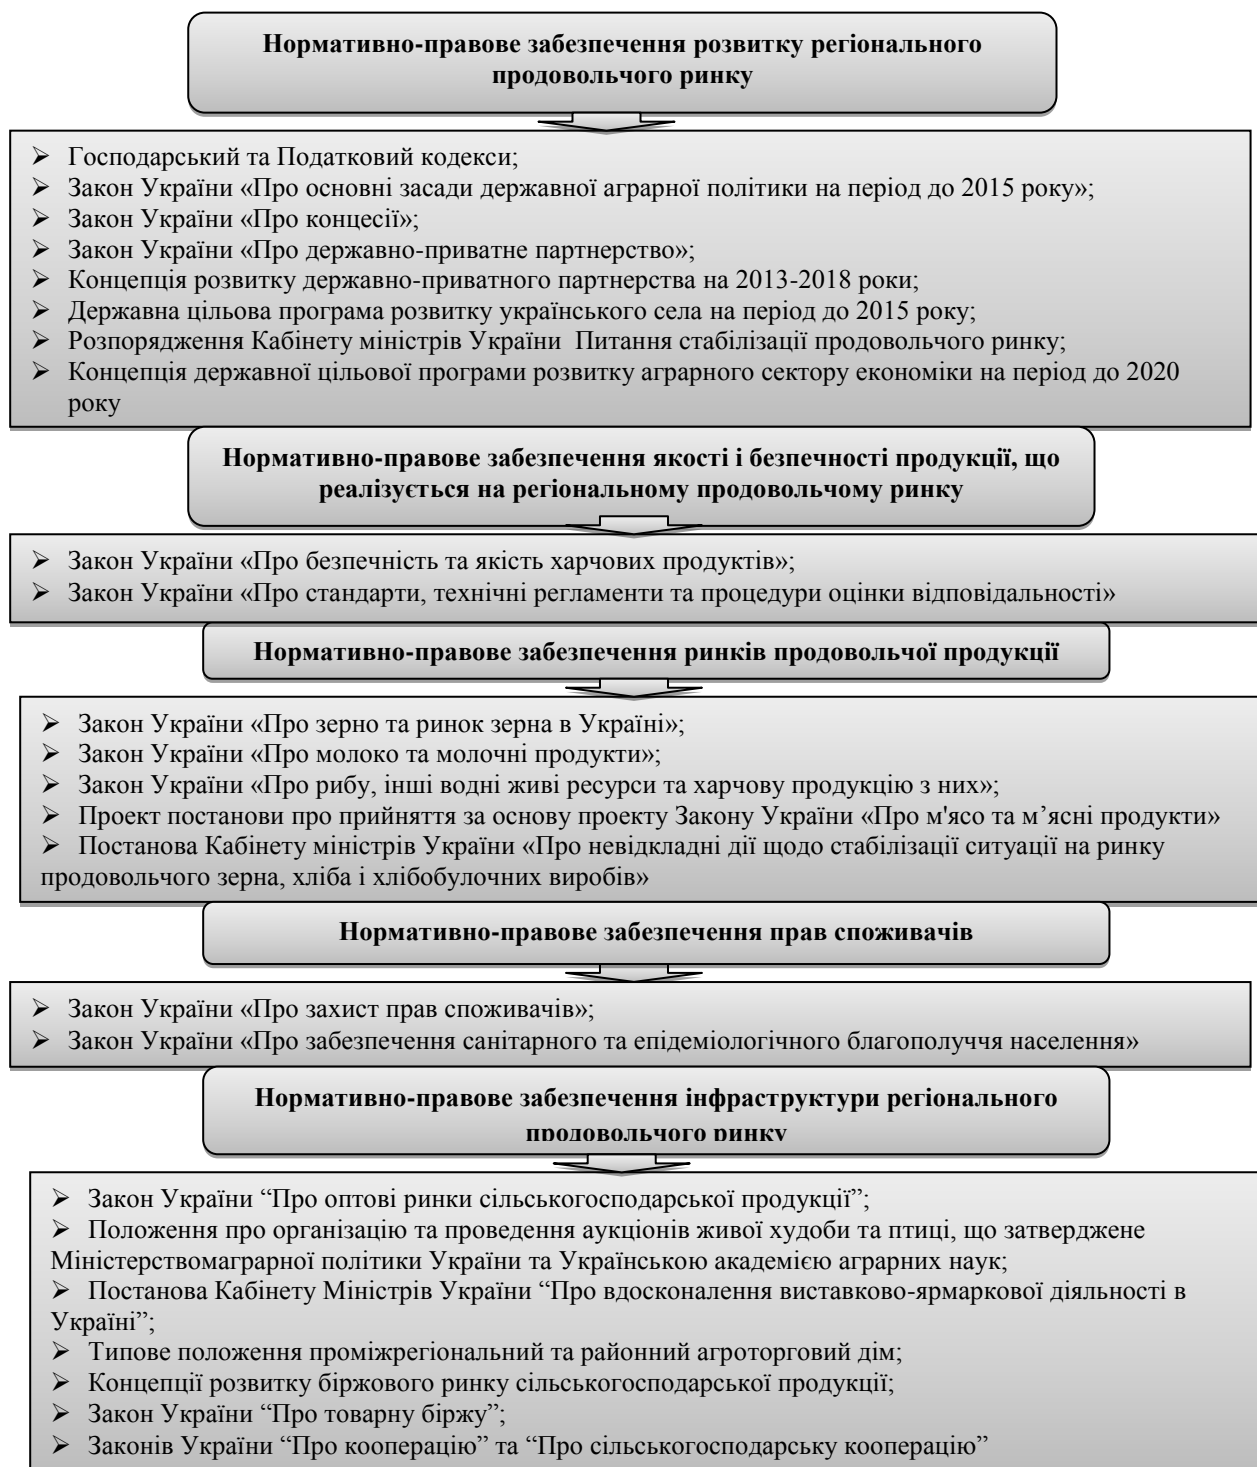 Нормативно-правове забезпечення розвитку регіонального
продовольчого ринку
➢ Господарський та Податковий кодекси;
➢ Закон України «Про основні засади державної аграрної політики на період до 2015 року»;
➢ Закон України «Про концесії»;
➢ Закон України «Про державно-приватне партнерство»;
➢ Концепція розвитку державно-приватного партнерства на 2013-2018 роки;
➢ Державна цільова програма розвитку українського села на період до 2015 року;
➢ Розпорядження Кабінету міністрів України Питання стабілізації продовольчого ринку;
➢ Концепція державної цільової програми розвитку аграрного сектору економіки на період до 2020
року
Нормативно-правове забезпечення якості і безпечності продукції, що
реалізується на регіональному продовольчому ринку
➢ Закон України «Про безпечність та якість харчових продуктів»;
➢ Закон України «Про стандарти, технічні регламенти та процедури оцінки відповідальності»
Нормативно-правове забезпечення ринків продовольчої продукції
➢ Закон України «Про зерно та ринок зерна в Україні»;
➢ Закон України «Про молоко та молочні продукти»;
➢ Закон України «Про рибу, інші водні живі ресурси та харчову продукцію з них»;
➢ Проект постанови про прийняття за основу проекту Закону України «Про м'ясо та м’ясні продукти»
➢ Постанова Кабінету міністрів України «Про невідкладні дії щодо стабілізації ситуації на ринку
продовольчого зерна, хліба і хлібобулочних виробів»
Нормативно-правове забезпечення прав споживачів
➢ Закон України «Про захист прав споживачів»;
➢ Закон України «Про забезпечення санітарного та епідеміологічного благополуччя населення»
Нормативно-правове забезпечення інфраструктури регіонального
продовольчого ринку
➢ Закон України “Про оптові ринки сільськогосподарської продукції”;
➢ Положення про організацію та проведення аукціонів живої худоби та птиці, що затверджене
Міністерствомаграрної політики України та Українською академією аграрних наук;
➢ Постанова Кабінету Міністрів України “Про вдосконалення виставково-ярмаркової діяльності в
Україні”;
➢ Типове положення проміжрегіональний та районний агроторговий дім;
➢ Концепції розвитку біржового ринку сільськогосподарської продукції;
➢ Закон України “Про товарну біржу”;
➢ Законів України “Про кооперацію” та “Про сільськогосподарську кооперацію”